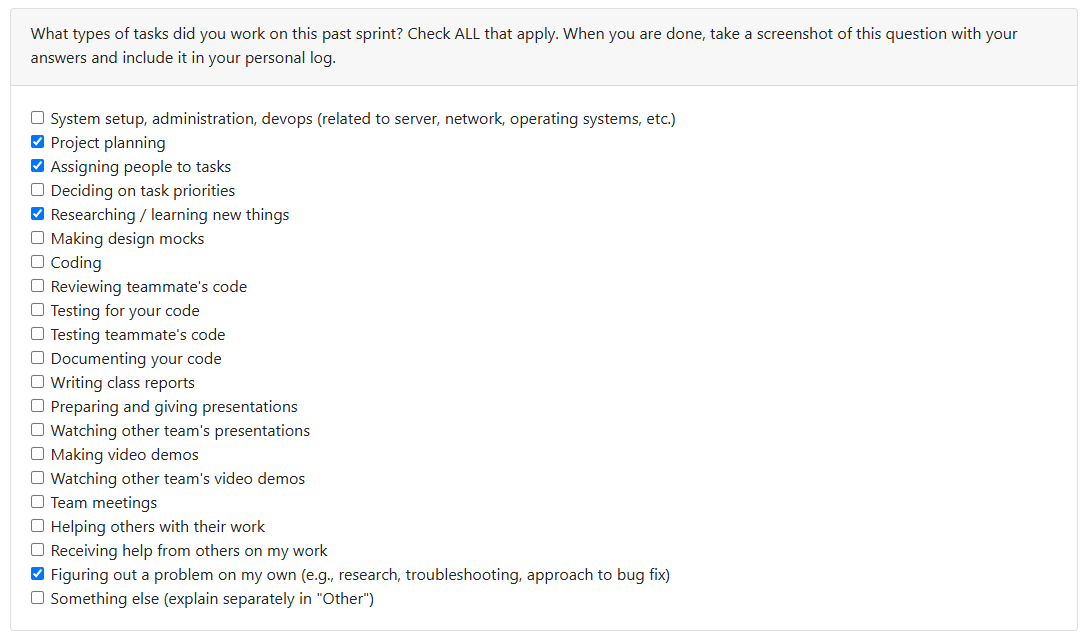 What types of tasks did you work on this past sprint? Check ALL that apply. When you are done, take a screenshot of this question with your
answers and include it in your personal log.
System setup, administration, devops (related to server, network, operating systems, etc.)
Project planning
Assigning people to tasks
Deciding on task priorities
Researching / learning new things
Making design mocks
Coding
Reviewing teammate's code
Testing for your code
Testing teammate's code
Documenting your code
Writing class reports
Preparing and giving presentations
Watching other team's presentations
Making video demos
Watching other team's video demos
Team meetings
Helping others with their work
Receiving help from others on my work
Figuring out a problem on my own (e.g., research, troubleshooting, approach to bug fix)
Something else (explain separately in "Other")